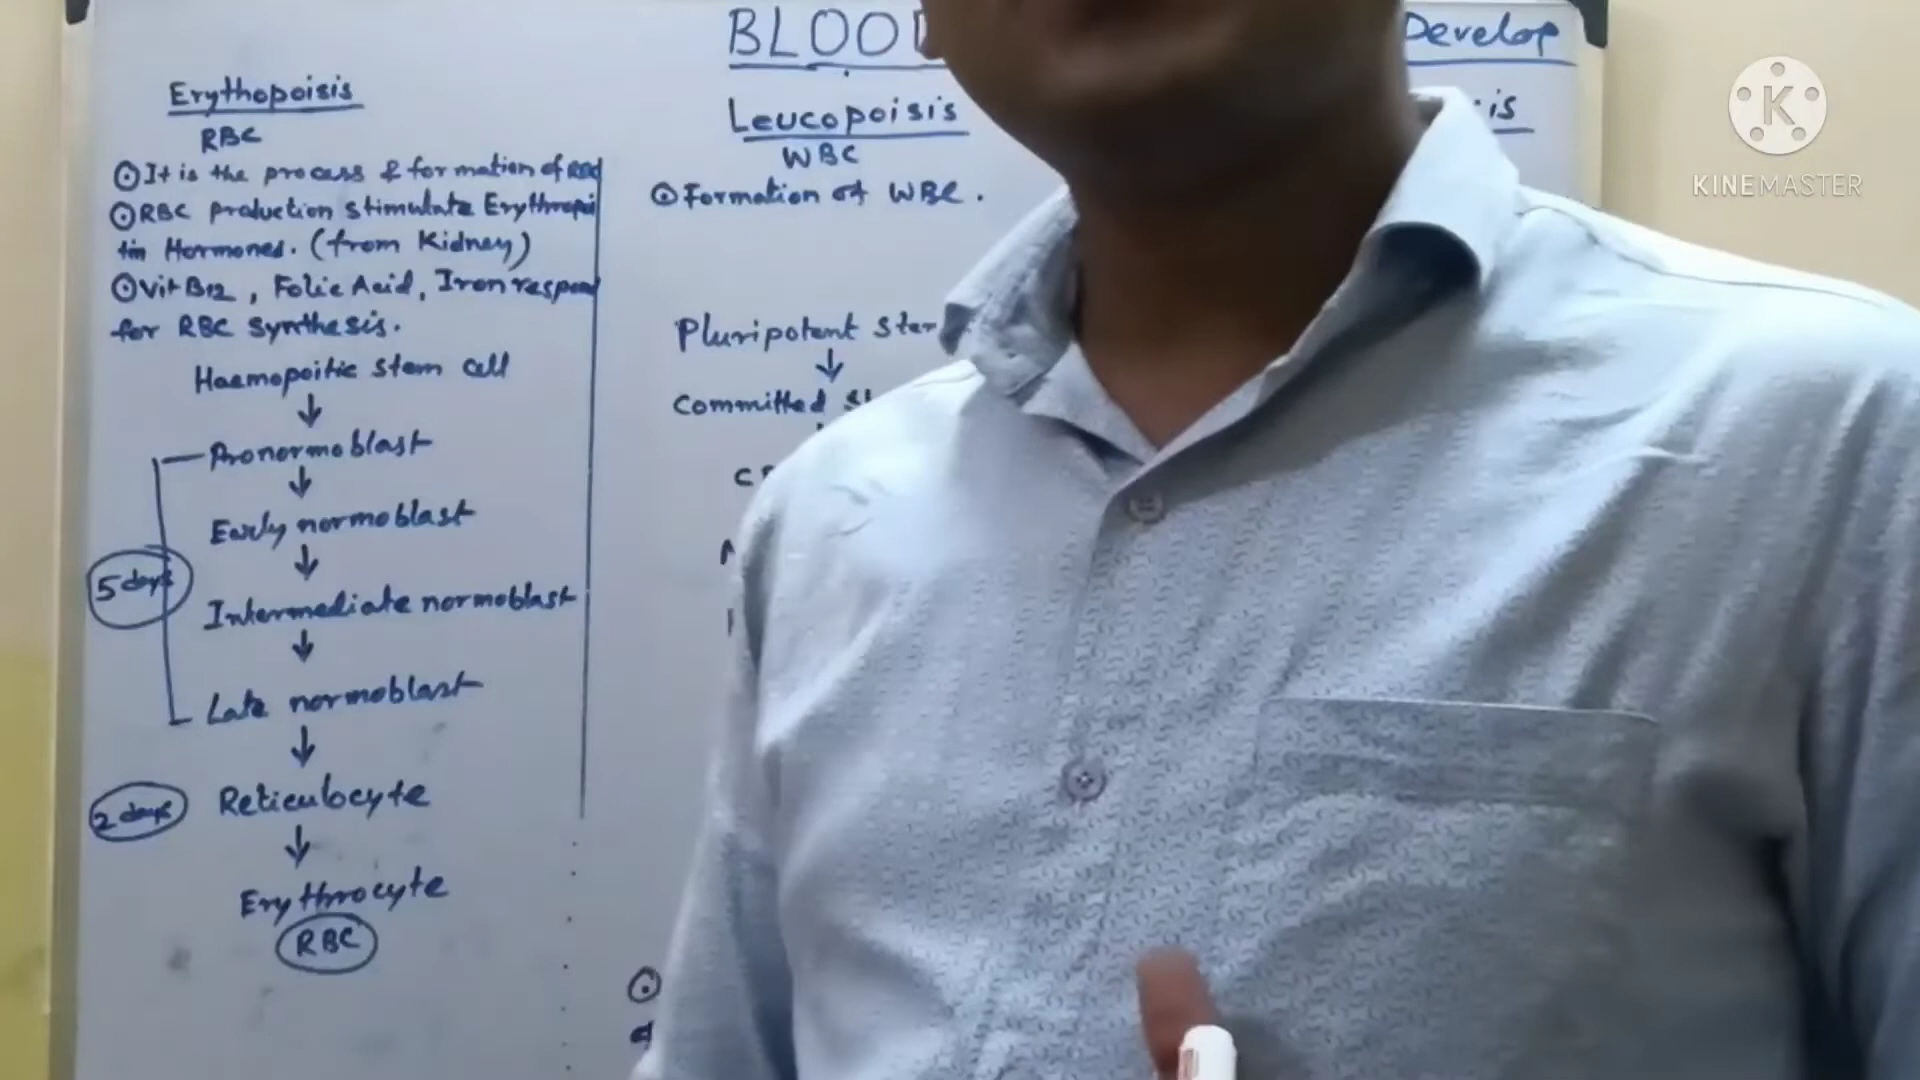 BLOOD
Develop
Erythopoisis
RBC
⊙It is the process & formation of RBC
⊙RBC production stimulate Erythropoi
tin Hormones. (from Kidney)
⊙Vit B12, Folic Acid, Iron respon
for RBC Synthesis.
Haemopoitic stem cell
↓
Pronormoblast
↓
Early normoblast
↓
5 days
Intermediate normoblast
↓
Late normoblast
↓
2 days
Reticulocyte
↓
Erythrocyte
RBC
Leucopoisis
WBC
⊙Formation of WBC.
Pluripotent
↓
Committed
is
KINEMASTER